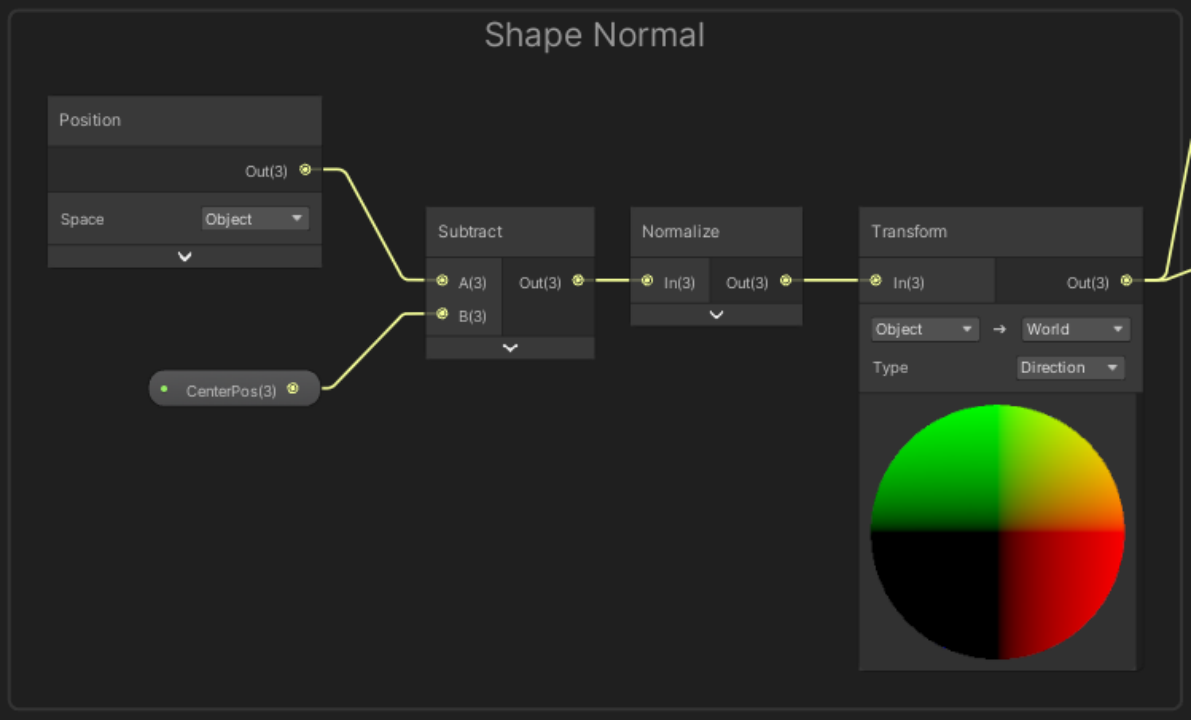 Shape Normal
Position
Out(3)
Space
Object
Subtract
A(3)
Out(3)
B(3)
CenterPos(3)
Normalize
In(3)
Out(3)
Transform
In(3)
Out(3)
Object → World
Type
Direction